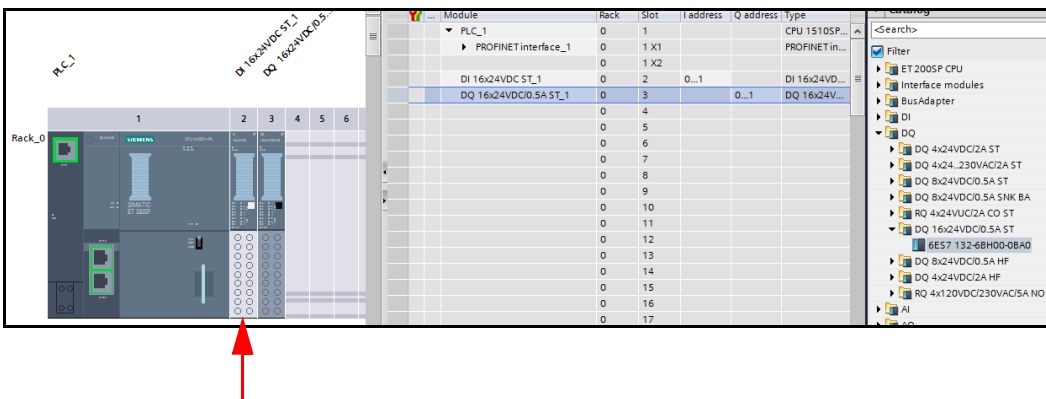 PLC_1
DI 16x24VDC ST_1
DQ 16x24VDC/0.5...
1 2 3 4 5 6
Rack_0
SIEMENS
SIMATIC
ET 200SP
... Module Rack Slot I address Q address Type
PLC_1 0 1 CPU 1510SP...
PROFINET interface_1 0 1 X1 PROFINET in...
0 1 X2
DI 16x24VDC ST_1 0 2 0...1 DI 16x24VD...
DQ 16x24VDC/0.5A ST_1 0 3 0...1 DQ 16x24V...
0 4
0 5
0 6
0 7
0 8
0 9
0 10
0 11
0 12
0 13
0 14
0 15
0 16
0 17
Catalog
<Search>
Filter
ET 200SP CPU
Interface modules
BusAdapter
DI
DQ
DQ 4x24VDC/2A ST
DQ 4x24..230VAC/2A ST
DQ 8x24VDC/0.5A ST
DQ 8x24VDC/0.5A SNK BA
RQ 4x24VUC/2A CO ST
DQ 16x24VDC/0.5A ST
6ES7 132-6BH00-0BA0
DQ 8x24VDC/0.5A HF
DQ 4x24VDC/2A HF
RQ 4x120VDC/230VAC/5A NO
AI
AQ